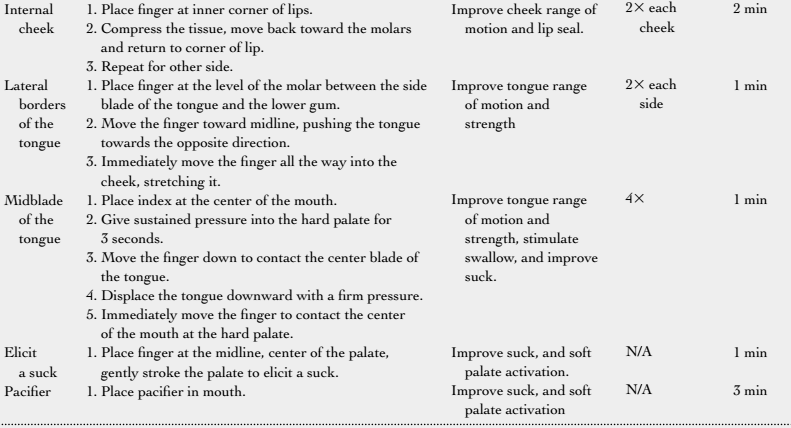 Internal 1. Place finger at inner corner of lips. Improve cheek range of 2× each 2 min
cheek 2. Compress the tissue, move back toward the molars motion and lip seal. cheek
and return to corner of lip.
3. Repeat for other side.
Lateral 1. Place finger at the level of the molar between the side Improve tongue range 2× each 1 min
borders blade of the tongue and the lower gum. of motion and side
of the 2. Move the finger toward midline, pushing the tongue strength
tongue towards the opposite direction.
3. Immediately move the finger all the way into the
cheek, stretching it.
Midblade 1. Place index at the center of the mouth. Improve tongue range 4× 1 min
of the 2. Give sustained pressure into the hard palate for of motion and
tongue 3 seconds. strength, stimulate
3. Move the finger down to contact the center blade of swallow, and improve
the tongue. suck.
4. Displace the tongue downward with a firm pressure.
5. Immediately move the finger to contact the center
of the mouth at the hard palate.
Elicit 1. Place finger at the midline, center of the palate, Improve suck, and soft N/A 1 min
a suck gently stroke the palate to elicit a suck. palate activation.
Pacifier 1. Place pacifier in mouth. Improve suck, and soft N/A 3 min
palate activation